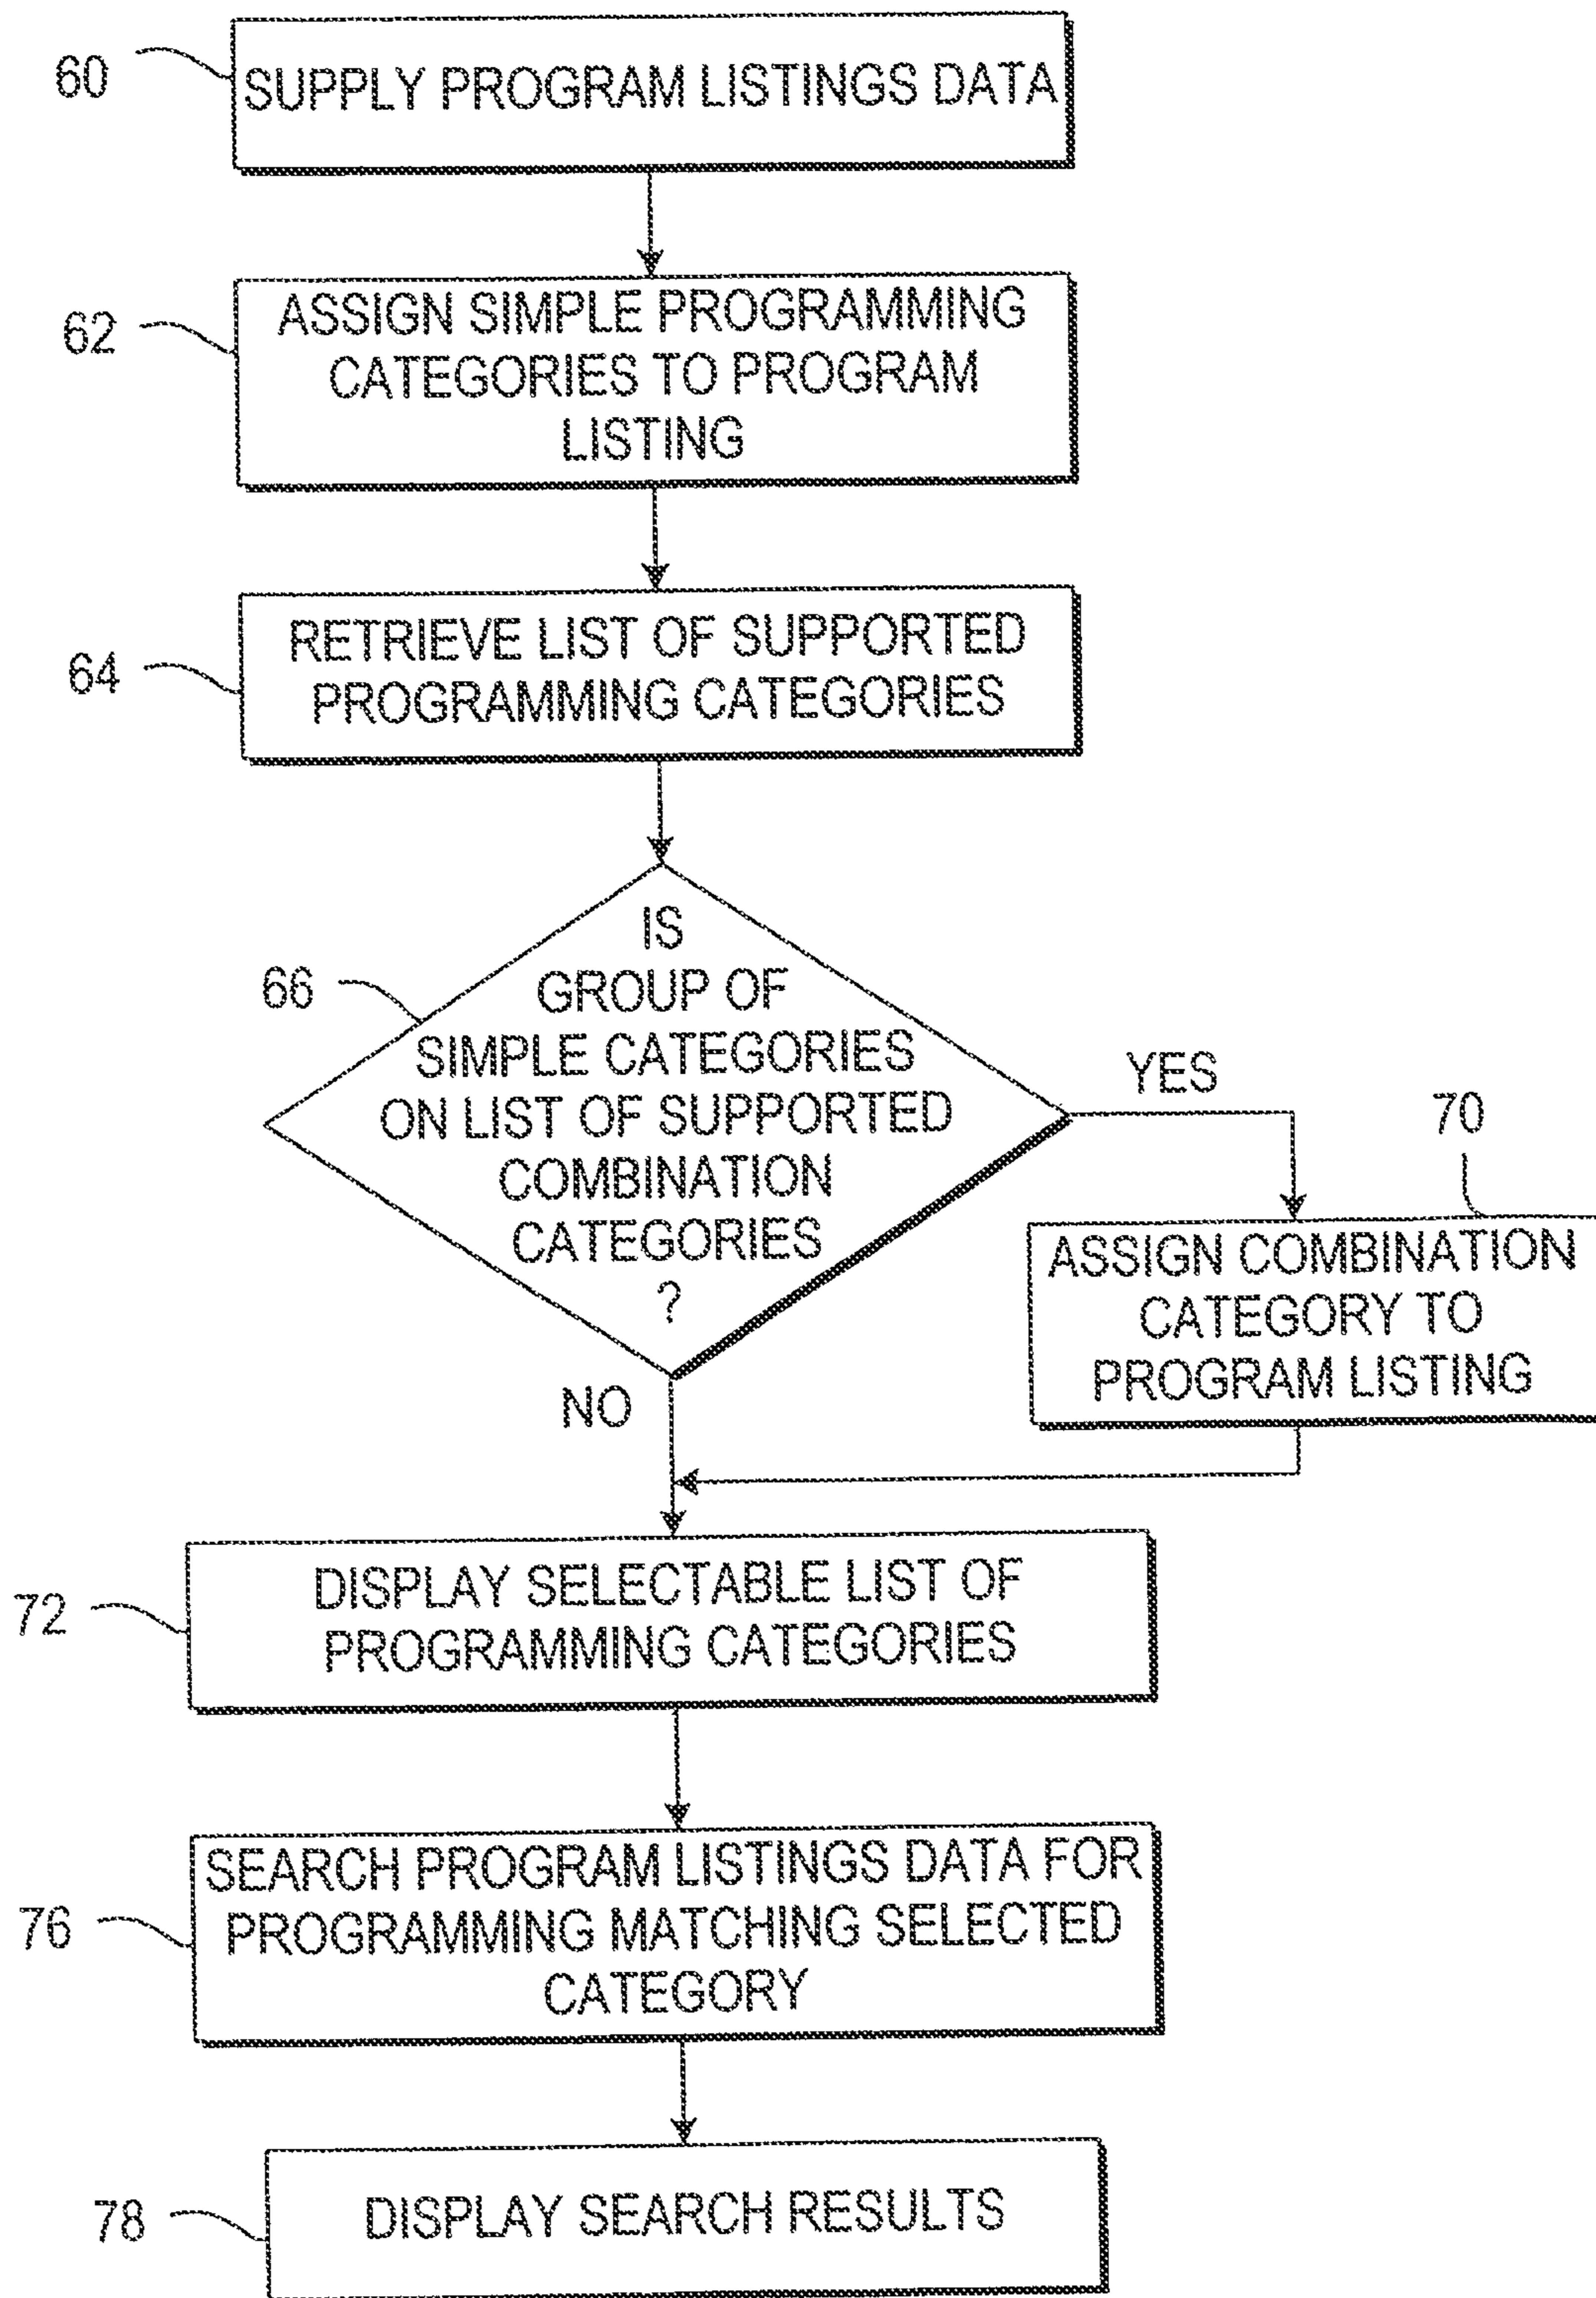 60
SUPPLY PROGRAM LISTINGS DATA
62
ASSIGN SIMPLE PROGRAMMING
CATEGORIES TO PROGRAM
LISTING
64
RETRIEVE LIST OF SUPPORTED
PROGRAMMING CATEGORIES
66
IS
GROUP OF
SIMPLE CATEGORIES
ON LIST OF SUPPORTED
COMBINATION
CATEGORIES
?
YES
70
ASSIGN COMBINATION
CATEGORY TO
PROGRAM LISTING
NO
72
DISPLAY SELECTABLE LIST OF
PROGRAMMING CATEGORIES
76
SEARCH PROGRAM LISTINGS DATA FOR
PROGRAMMING MATCHING SELECTED
CATEGORY
78
DISPLAY SEARCH RESULTS